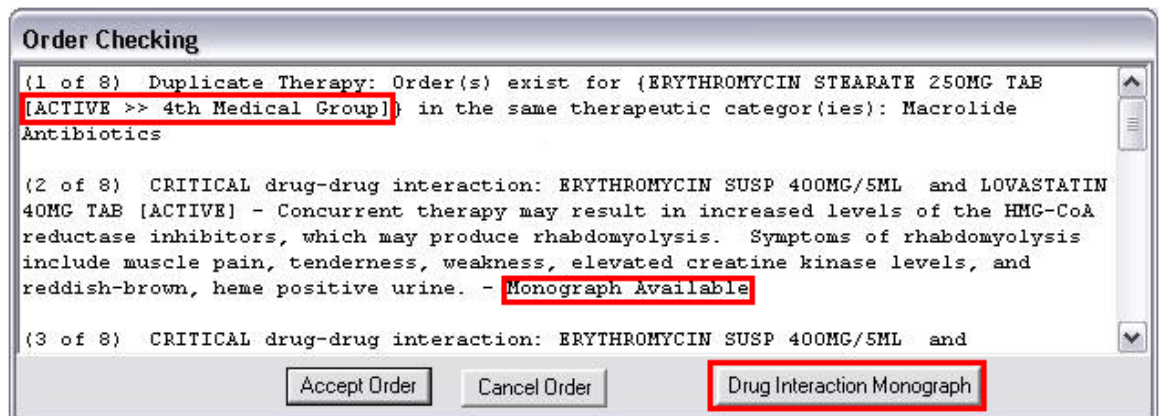 Order Checking
(1 of 8)  Duplicate Therapy: Order(s) exist for {ERYTHROMYCIN STEARATE 250MG TAB
[ACTIVE >> 4th Medical Group]} in the same therapeutic categor(ies): Macrolide
Antibiotics
(2 of 8)  CRITICAL drug-drug interaction: ERYTHROMYCIN SUSP 400MG/5ML  and LOVASTATIN
40MG TAB [ACTIVE] - Concurrent therapy may result in increased levels of the HMG-CoA
reductase inhibitors, which may produce rhabdomyolysis.  Symptoms of rhabdomyolysis
include muscle pain, tenderness, weakness, elevated creatine kinase levels, and
reddish-brown, heme positive urine. - Monograph Available
(3 of 8)  CRITICAL drug-drug interaction: ERYTHROMYCIN SUSP 400MG/5ML  and
Accept Order Cancel Order Drug Interaction Monograph